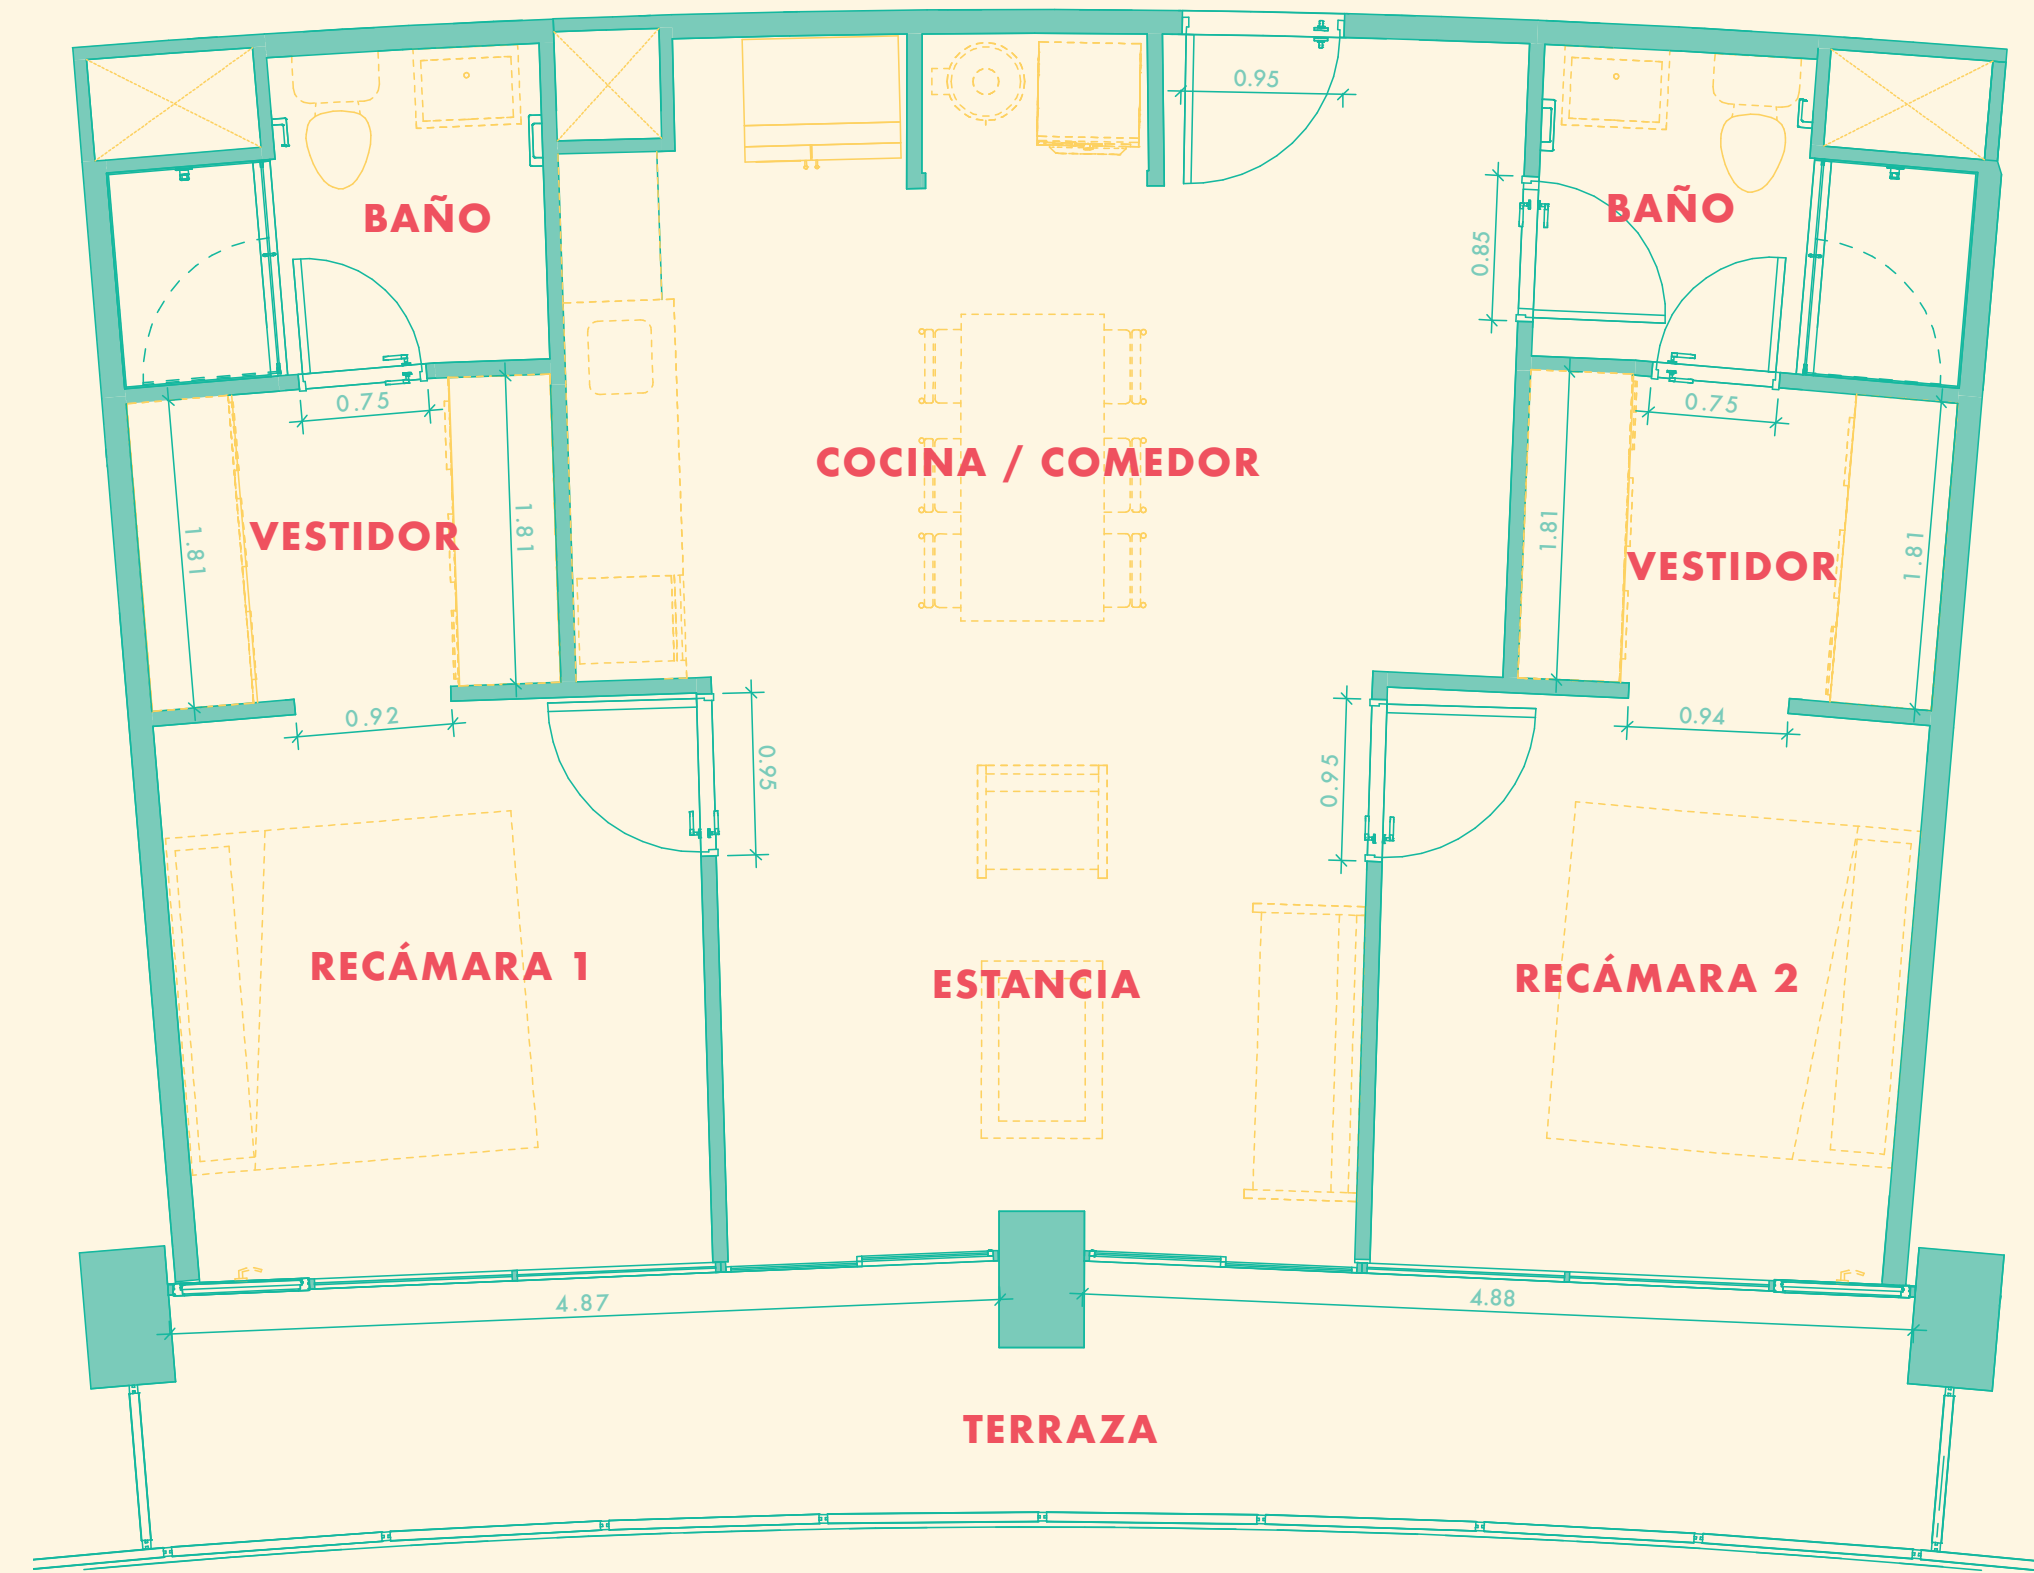 0.95
BAÑO
BAÑO
0.85
0.75
0.75
COCINA / COMEDOR
1.81
VESTIDOR
1.81
1.81
VESTIDOR
1.81
0.92
0.94
0.95
0.95
RECÁMARA 1
ESTANCIA
RECÁMARA 2
4.87
4.88
TERRAZA